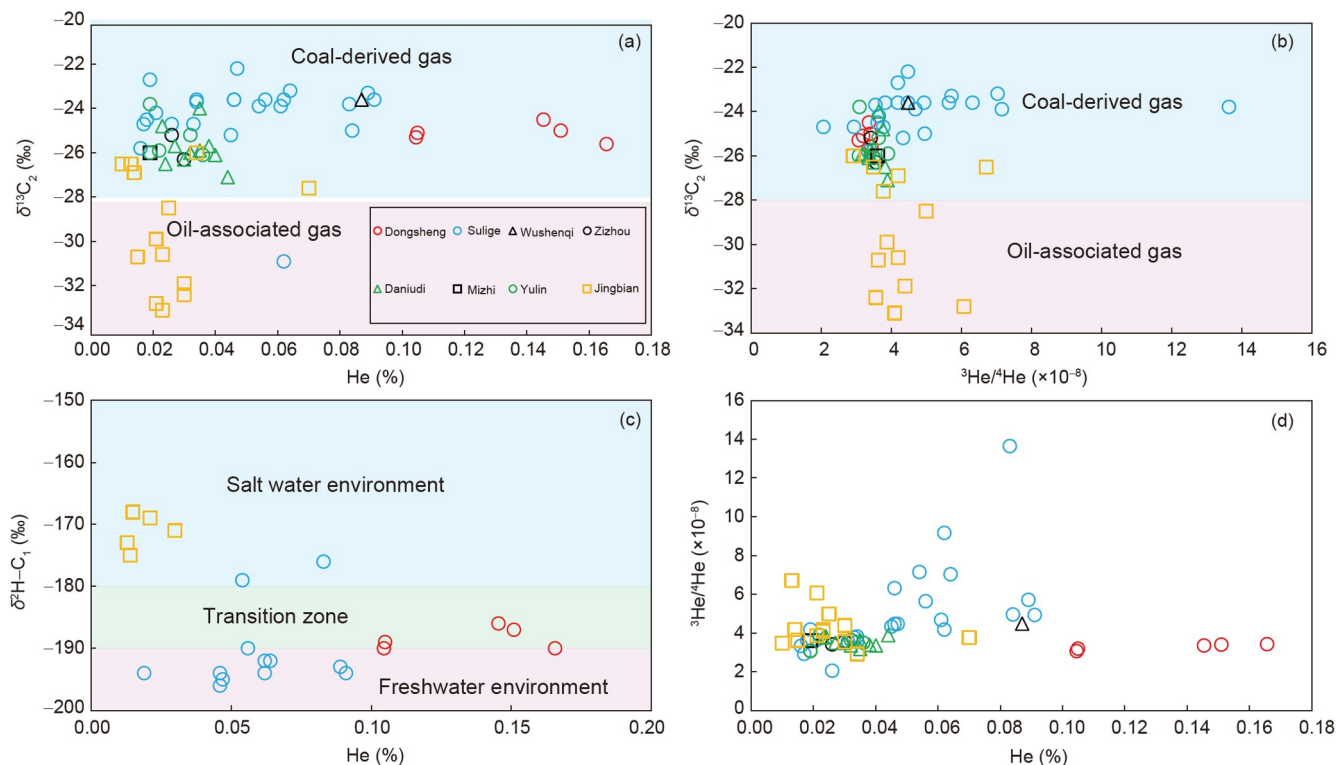 (a)
Coal-derived gas
Oil-associated gas
Dongsheng Sulige Wushenqi Zizhou
Daniudi Mizhi Yulin Jingbian
δ¹³C₂ (‰)
−20
−22
−24
−26
−28
−30
−32
−34
0.00 0.02 0.04 0.06 0.08 0.10 0.12 0.14 0.16 0.18
He (%)
(b)
Coal-derived gas
Oil-associated gas
δ¹³C₂ (‰)
−20
−22
−24
−26
−28
−30
−32
−34
0 2 4 6 8 10 12 14 16
³He/⁴He (×10⁻⁸)
(c)
Salt water environment
Transition zone
Freshwater environment
δ²H−C₁ (‰)
−150
−160
−170
−180
−190
−200
0.00 0.05 0.10 0.15 0.20
He (%)
(d)
³He/⁴He (×10⁻⁸)
16
14
12
10
8
6
4
2
0
0.00 0.02 0.04 0.06 0.08 0.10 0.12 0.14 0.16 0.18
He (%)